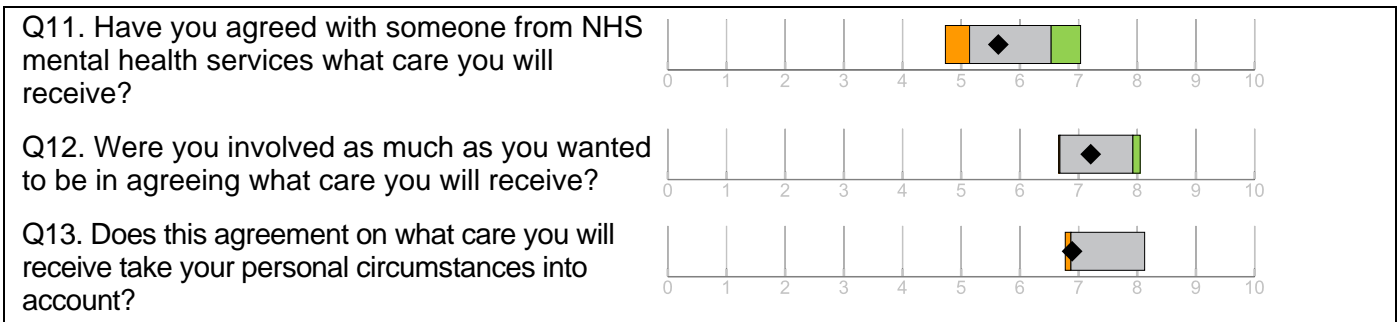 Q11. Have you agreed with someone from NHS
mental health services what care you will
receive?
0 1 2 3 4 5 6 7 8 9 10
Q12. Were you involved as much as you wanted
to be in agreeing what care you will receive?
0 1 2 3 4 5 6 7 8 9 10
Q13. Does this agreement on what care you will
receive take your personal circumstances into
account?
0 1 2 3 4 5 6 7 8 9 10